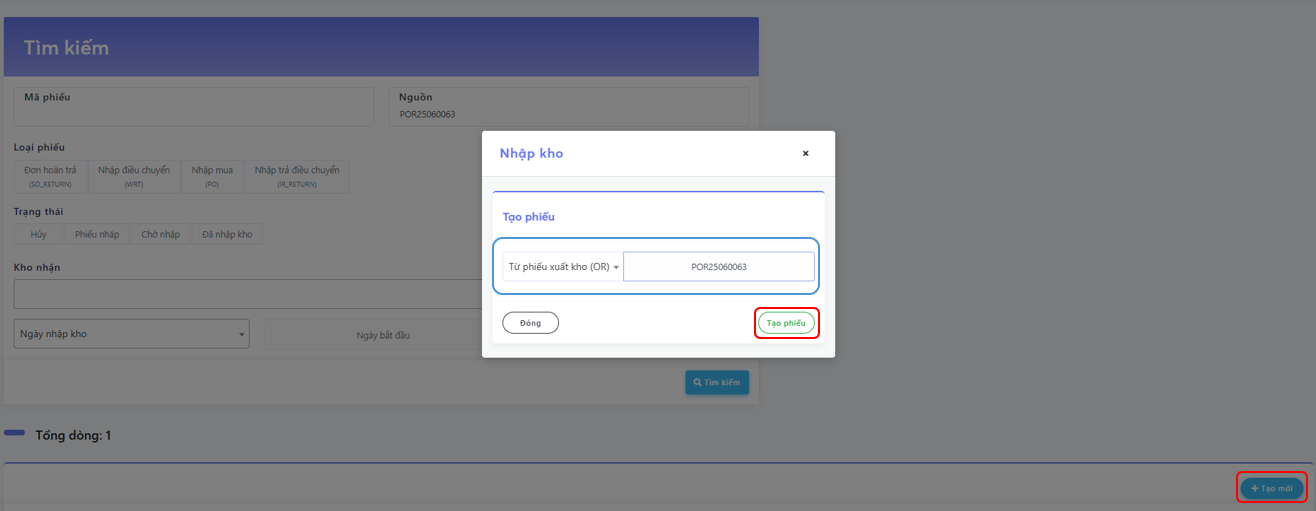 Tìm kiếm
Mã phiếu
Nguồn
POR25060063
Loại phiếu
Đơn hoàn trả
(SO_RETURN)
Nhập điều chuyển
(WRT)
Nhập mua
(PO)
Nhập trả điều chuyển
(IR_RETURN)
Trạng thái
Hủy
Phiếu nháp
Chờ nhập
Đã nhập kho
Kho nhận
Ngày nhập kho
Ngày bắt đầu
Tìm kiếm
Nhập kho
×
Tạo phiếu
Từ phiếu xuất kho (OR)
POR25060063
Đóng
Tạo phiếu
Tổng dòng: 1
+ Tạo mới